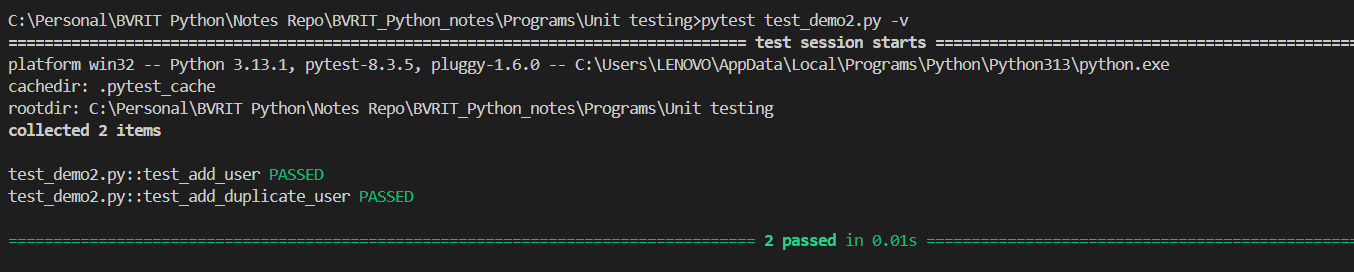 C:\Personal\BVRIT Python\Notes Repo\BVRIT_Python_notes\Programs\Unit testing>pytest test_demo2.py -v
================================================================================== test session starts ===============================================
platform win32 -- Python 3.13.1, pytest-8.3.5, pluggy-1.6.0 -- C:\Users\LENOVO\AppData\Local\Programs\Python\Python313\python.exe
cachedir: .pytest_cache
rootdir: C:\Personal\BVRIT Python\Notes Repo\BVRIT_Python_notes\Programs\Unit testing
collected 2 items
test_demo2.py::test_add_user PASSED
test_demo2.py::test_add_duplicate_user PASSED
=================================================================================== 2 passed in 0.01s ================================================